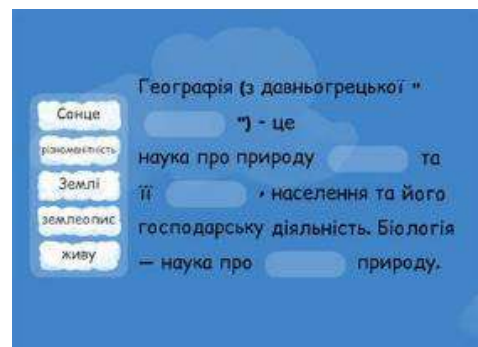 Сонце
різноманітність
Землі
землеопис
живу
Географія (з давньогрецької "
") - це
наука про природу та
її , населення та його
господарську діяльність. Біологія
— наука про природу.